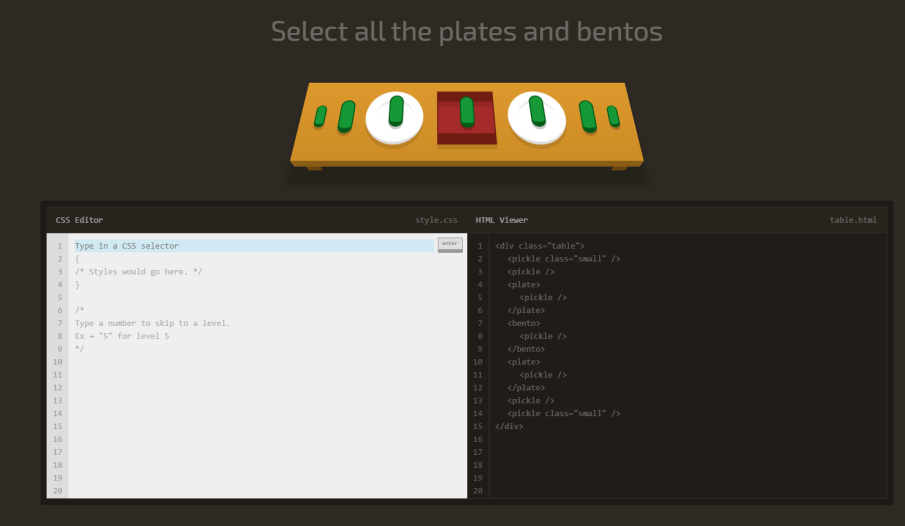 Select all the plates and bentos
CSS Editor
style.css
HTML Viewer
table.html
1 Type in a CSS selector
enter
2 {
3 /* Styles would go here. */
4 }
5
6 /*
7 Type a number to skip to a level.
8 Ex → "5" for level 5
9 */
10
11
12
13
14
15
16
17
18
19
20
1 <div class="table">
2 <pickle class="small" />
3 <pickle />
4 <plate>
5 <pickle />
6 </plate>
7 <bento>
8 <pickle />
9 </bento>
10 <plate>
11 <pickle />
12 </plate>
13 <pickle />
14 <pickle class="small" />
15 </div>
16
17
18
19
20